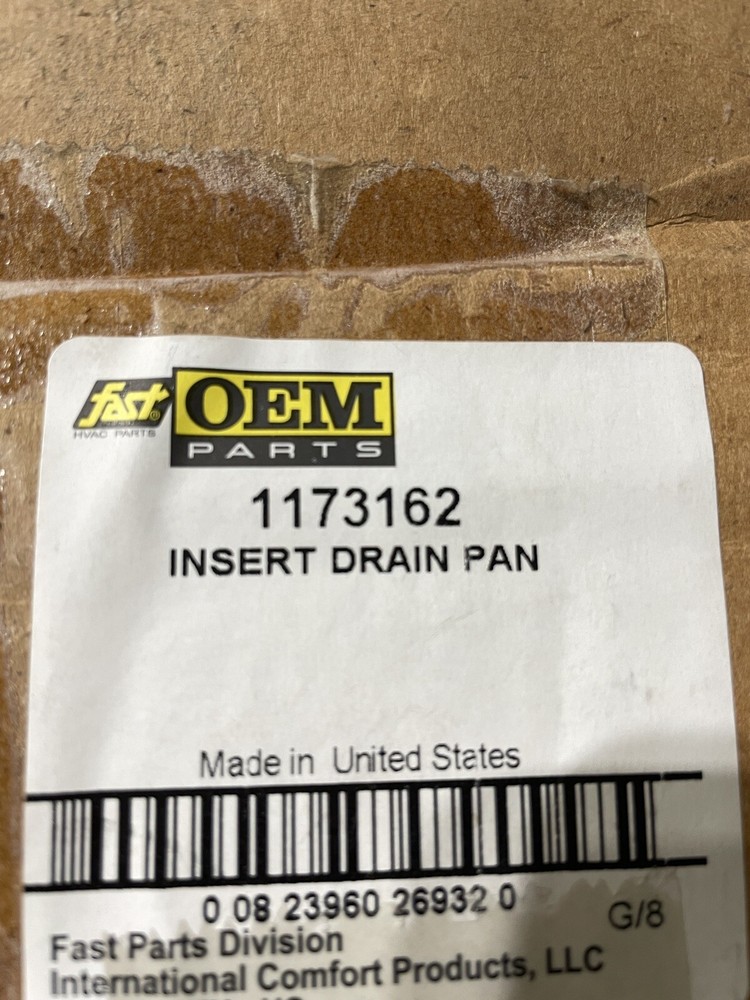 fast® OEM
HVAC PARTS PARTS
1173162
INSERT DRAIN PAN
Made in United States
0 08 23960 26932 0
G/8
Fast Parts Division
International Comfort Products, LLC